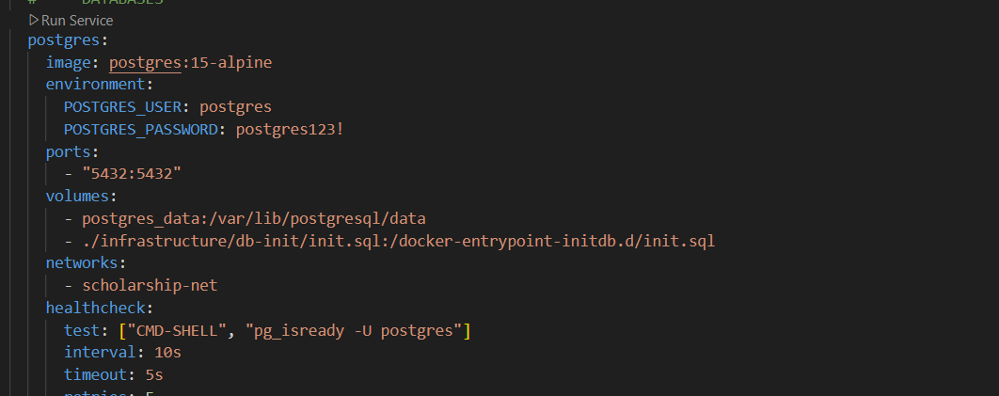 # DATABASES
Run Service
postgres:
image: postgres:15-alpine
environment:
POSTGRES_USER: postgres
POSTGRES_PASSWORD: postgres123!
ports:
- "5432:5432"
volumes:
- postgres_data:/var/lib/postgresql/data
- ./infrastructure/db-init/init.sql:/docker-entrypoint-initdb.d/init.sql
networks:
- scholarship-net
healthcheck:
test: ["CMD-SHELL", "pg_isready -U postgres"]
interval: 10s
timeout: 5s
retries: 5